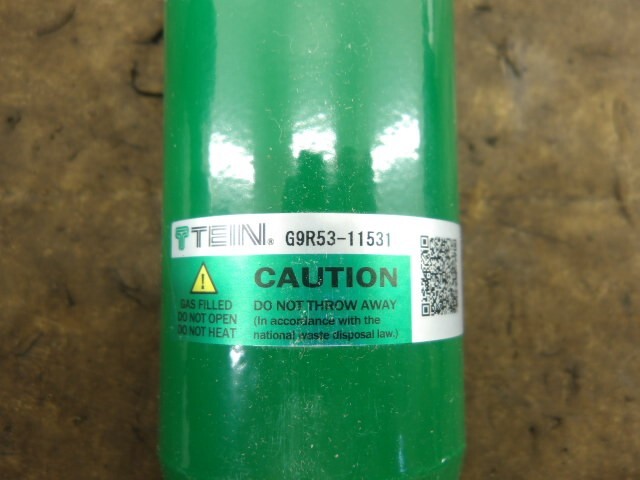 TEIN® G9R53-11531
CAUTION
GAS FILLED
DO NOT OPEN
DO NOT HEAT
DO NOT THROW AWAY
(In accordance with the
national waste disposal law.)